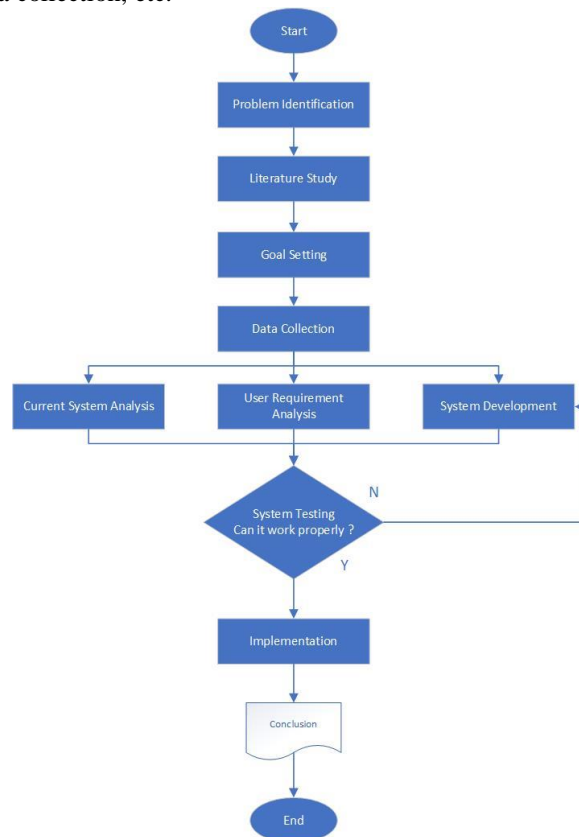 Start
Problem Identification
Literature Study
Goal Setting
Data Collection
Current System Analysis
User Requirement
Analysis
System Development
System Testing
Can it work properly ?
N
Y
Implementation
Conclusion
End